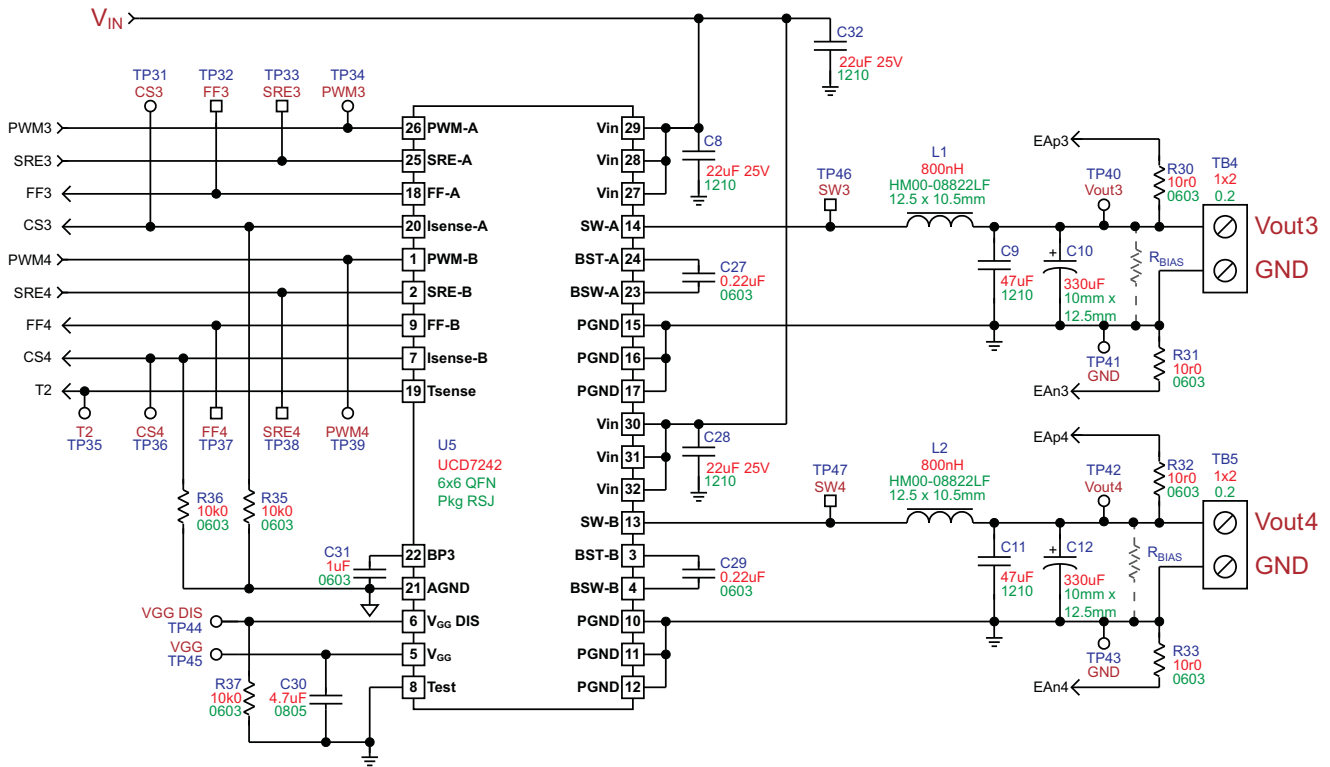 VIN
C32
22uF 25V
1210
TP31
CS3
TP32
FF3
TP33
SRE3
TP34
PWM3
PWM3
SRE3
FF3
CS3
PWM4
SRE4
FF4
CS4
T2
26 PWM-A
25 SRE-A
18 FF-A
20 Isense-A
1 PWM-B
2 SRE-B
9 FF-B
7 Isense-B
19 Tsense
22 BP3
21 AGND
6 VGG DIS
5 VGG
8 Test
Vin 29
Vin 28
Vin 27
SW-A 14
BST-A 24
BSW-A 23
PGND 15
PGND 16
PGND 17
Vin 30
Vin 31
Vin 32
SW-B 13
BST-B 3
BSW-B 4
PGND 10
PGND 11
PGND 12
U5
UCD7242
6x6 QFN
Pkg RSJ
T2
TP35
CS4
TP36
FF4
TP37
SRE4
TP38
PWM4
TP39
R36
10k0
0603
R35
10k0
0603
C31
1uF
0603
VGG DIS
TP44
VGG
TP45
R37
10k0
0603
C30
4.7uF
0805
C8
22uF 25V
1210
C27
0.22uF
0603
C28
22uF 25V
1210
C29
0.22uF
0603
TP46
SW3
L1
800nH
HM00-08822LF
12.5 x 10.5mm
C9
47uF
1210
+
C10
330uF
10mm x
12.5mm
TP40
Vout3
RBIAS
TP41
GND
EAp3
R30
10r0
0603
EAn3
R31
10r0
0603
TB4
1x2
0.2
Vout3
GND
TP47
SW4
L2
800nH
HM00-08822LF
12.5 x 10.5mm
C11
47uF
1210
+
C12
330uF
10mm x
12.5mm
TP42
Vout4
RBIAS
TP43
GND
EAp4
R32
10r0
0603
EAn4
R33
10r0
0603
TB5
1x2
0.2
Vout4
GND